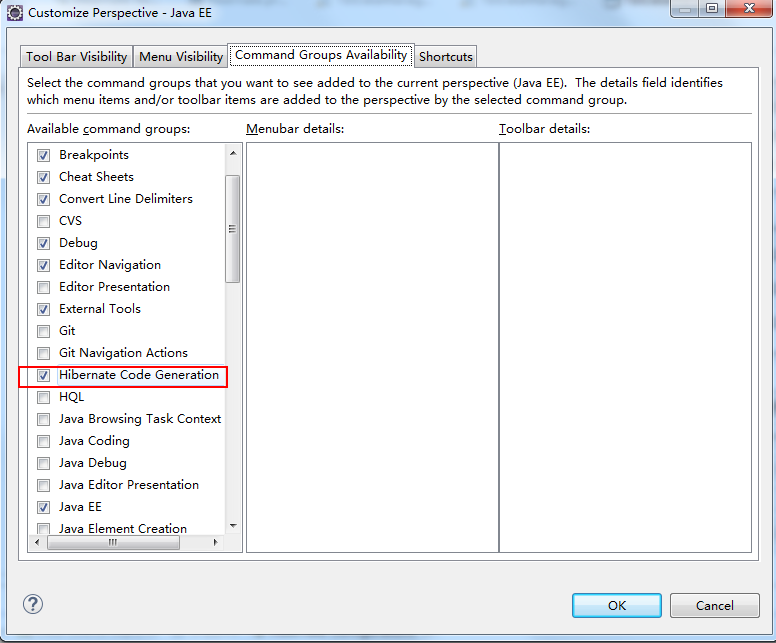 Customize Perspective - Java EE
Tool Bar Visibility
Menu Visibility
Command Groups Availability
Shortcuts
Select the command groups that you want to see added to the current perspective (Java EE).  The details field identifies
which menu items and/or toolbar items are added to the perspective by the selected command group.
Available command groups:
Menubar details:
Toolbar details:
Breakpoints
Cheat Sheets
Convert Line Delimiters
CVS
Debug
Editor Navigation
Editor Presentation
External Tools
Git
Git Navigation Actions
Hibernate Code Generation
HQL
Java Browsing Task Context
Java Coding
Java Debug
Java Editor Presentation
Java EE
Java Element Creation
?
OK
Cancel